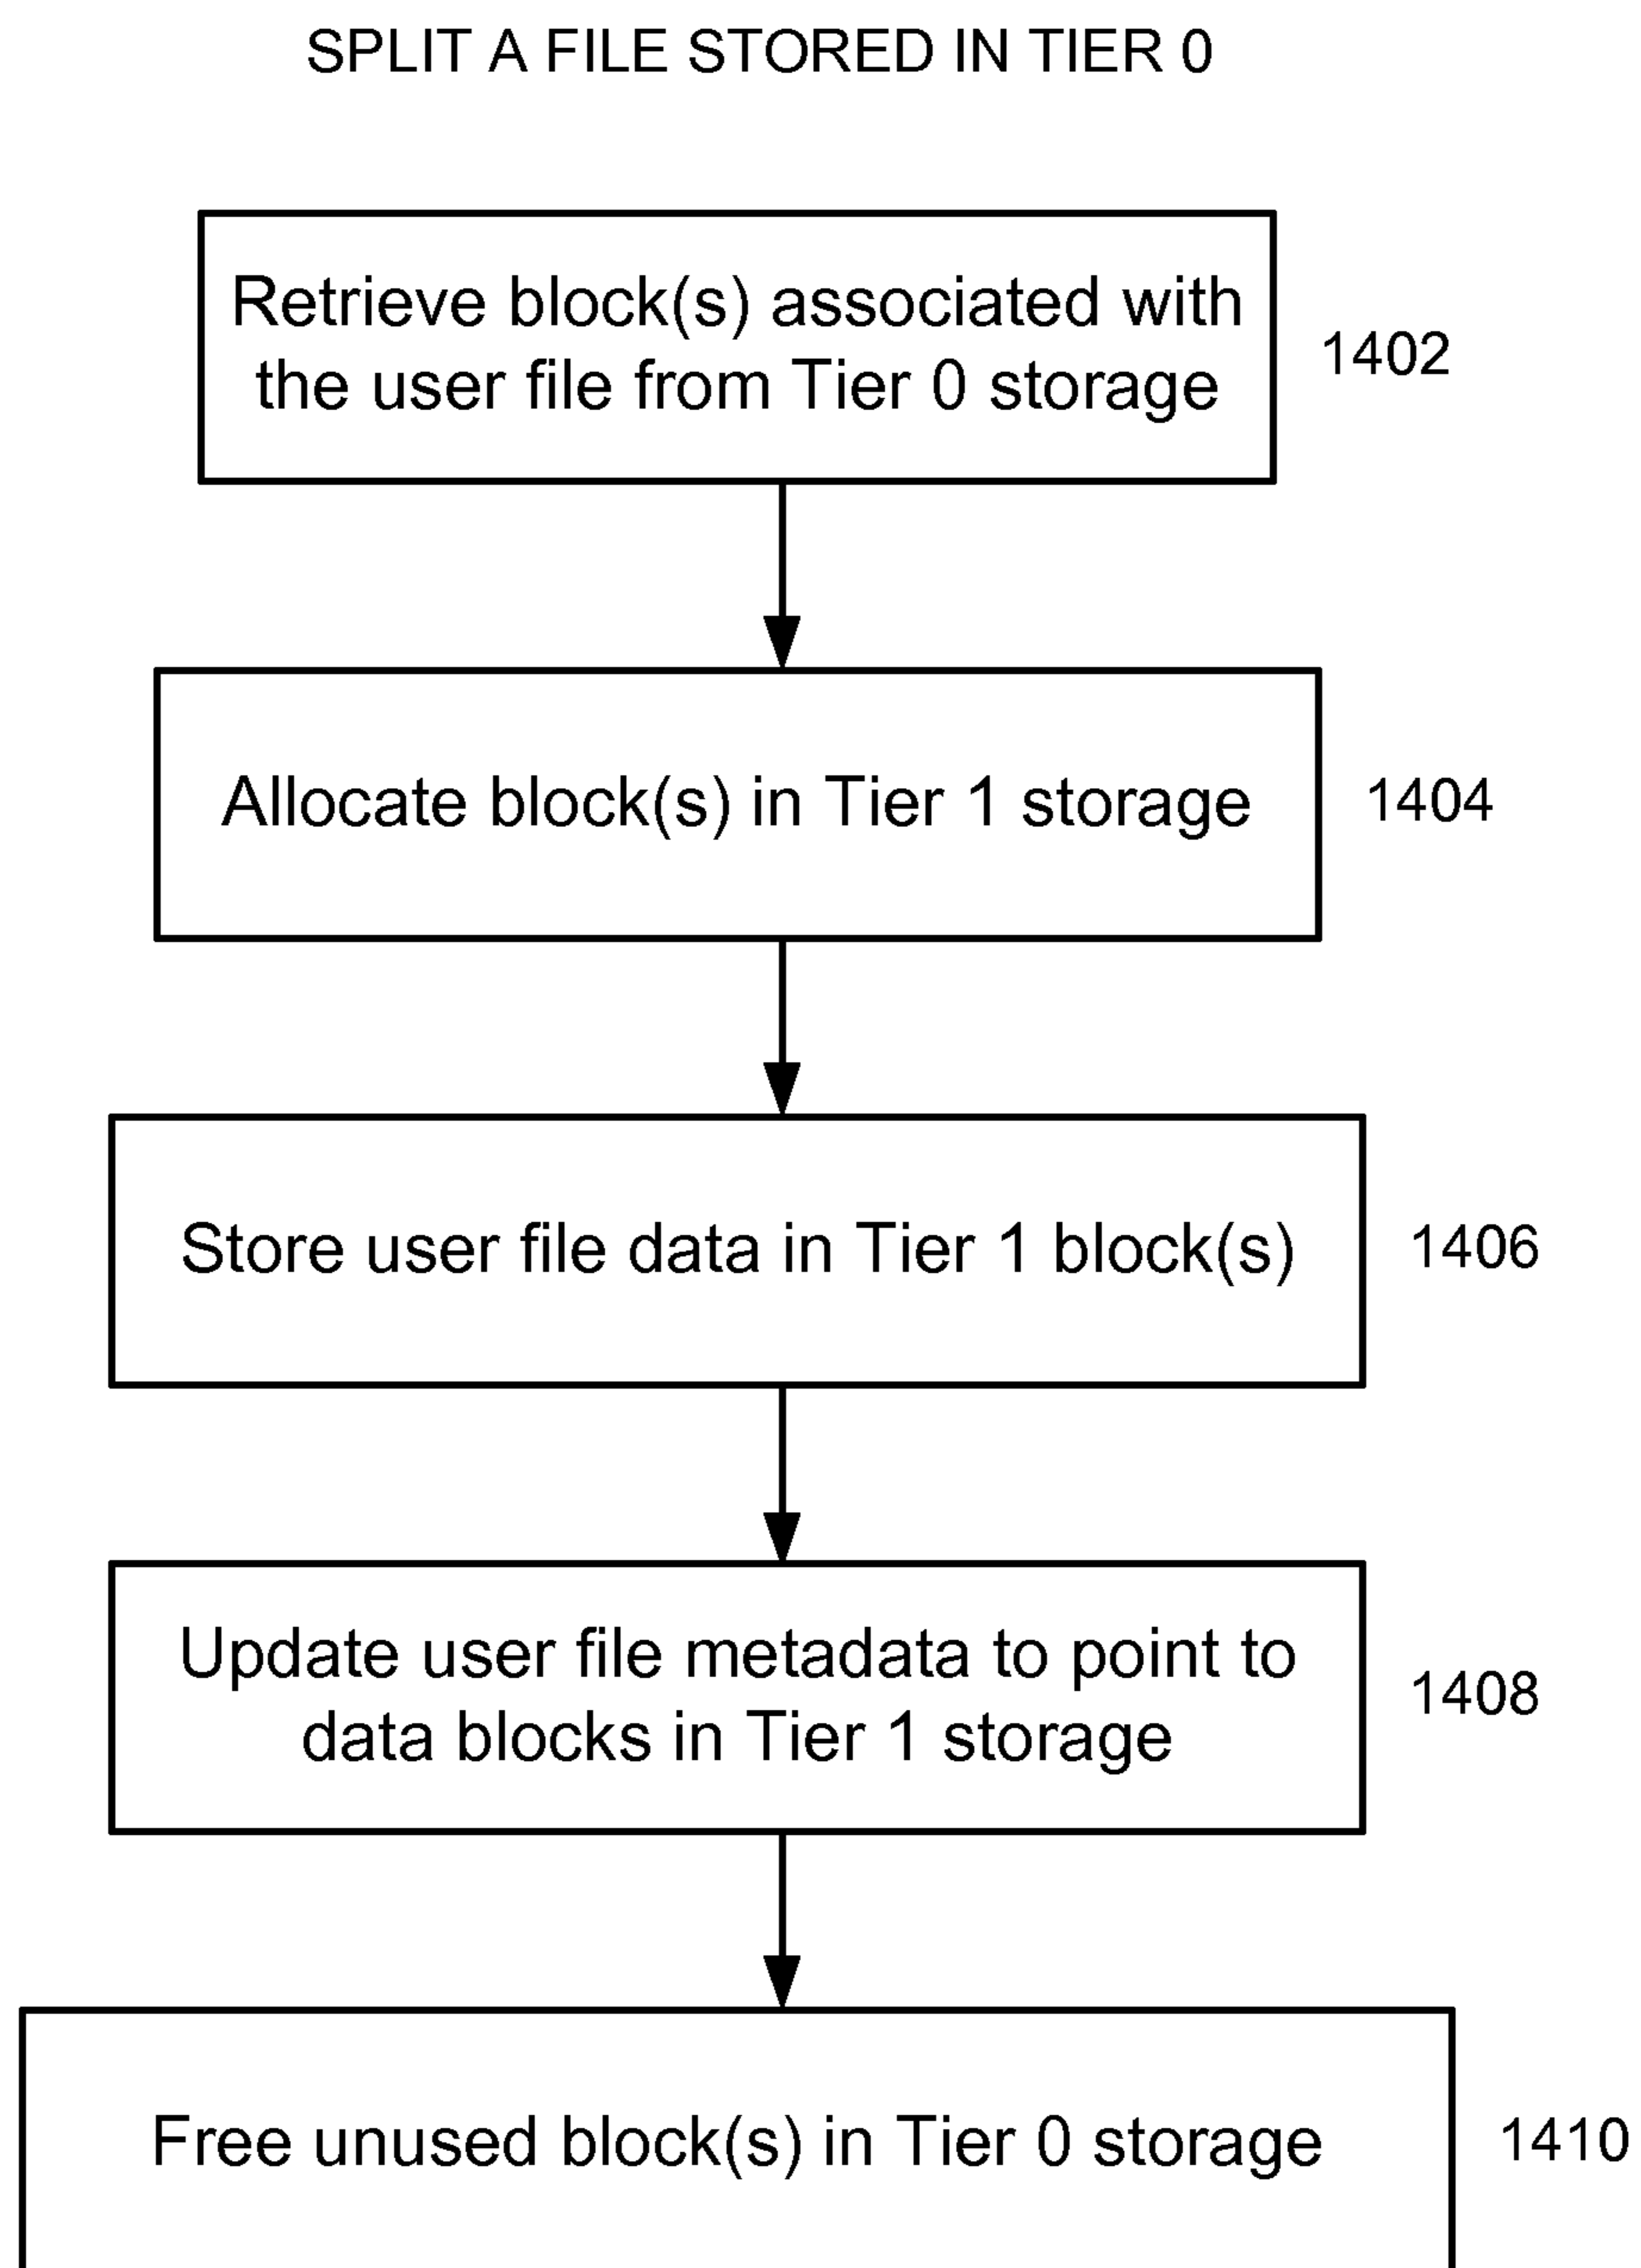 SPLIT A FILE STORED IN TIER 0
Retrieve block(s) associated with
the user file from Tier 0 storage
1402
Allocate block(s) in Tier 1 storage
1404
Store user file data in Tier 1 block(s)
1406
Update user file metadata to point to
data blocks in Tier 1 storage
1408
Free unused block(s) in Tier 0 storage
1410